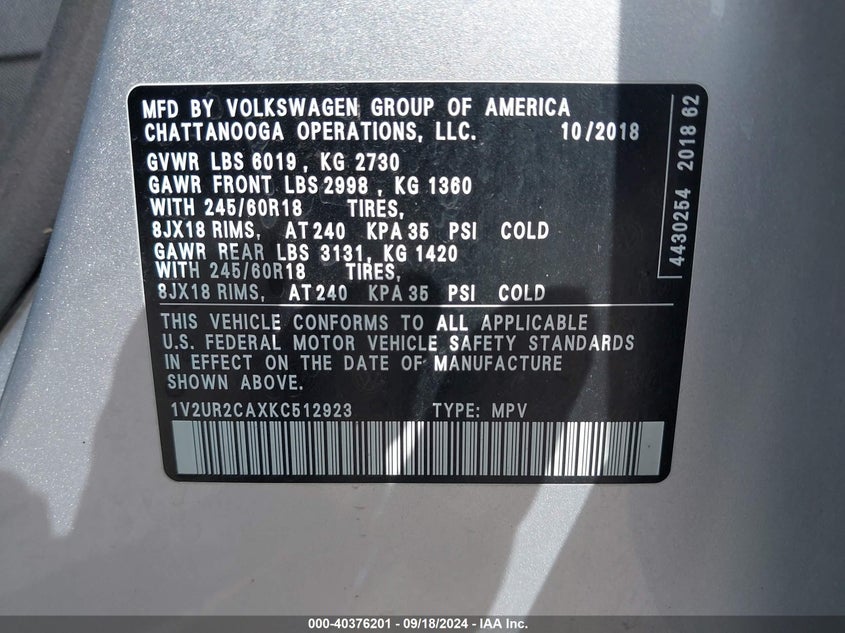 MFD BY VOLKSWAGEN GROUP OF AMERICA
CHATTANOOGA OPERATIONS, LLC. 10/2018
GVWR LBS 6019, KG 2730
GAWR FRONT LBS 2998, KG 1360
WITH 245/60R18 TIRES,
8JX18 RIMS, AT 240 KPA 35 PSI COLD
GAWR REAR LBS 3131, KG 1420
WITH 245/60R18 TIRES,
8JX18 RIMS, AT 240 KPA 35 PSI COLD
THIS VEHICLE CONFORMS TO ALL APPLICABLE
U.S. FEDERAL MOTOR VEHICLE SAFETY STANDARDS
IN EFFECT ON THE DATE OF MANUFACTURE
SHOWN ABOVE.
1V2UR2CAXKC512923 TYPE: MPV
4430254 2018 62
000-40376201 - 09/18/2024 - IAA Inc.